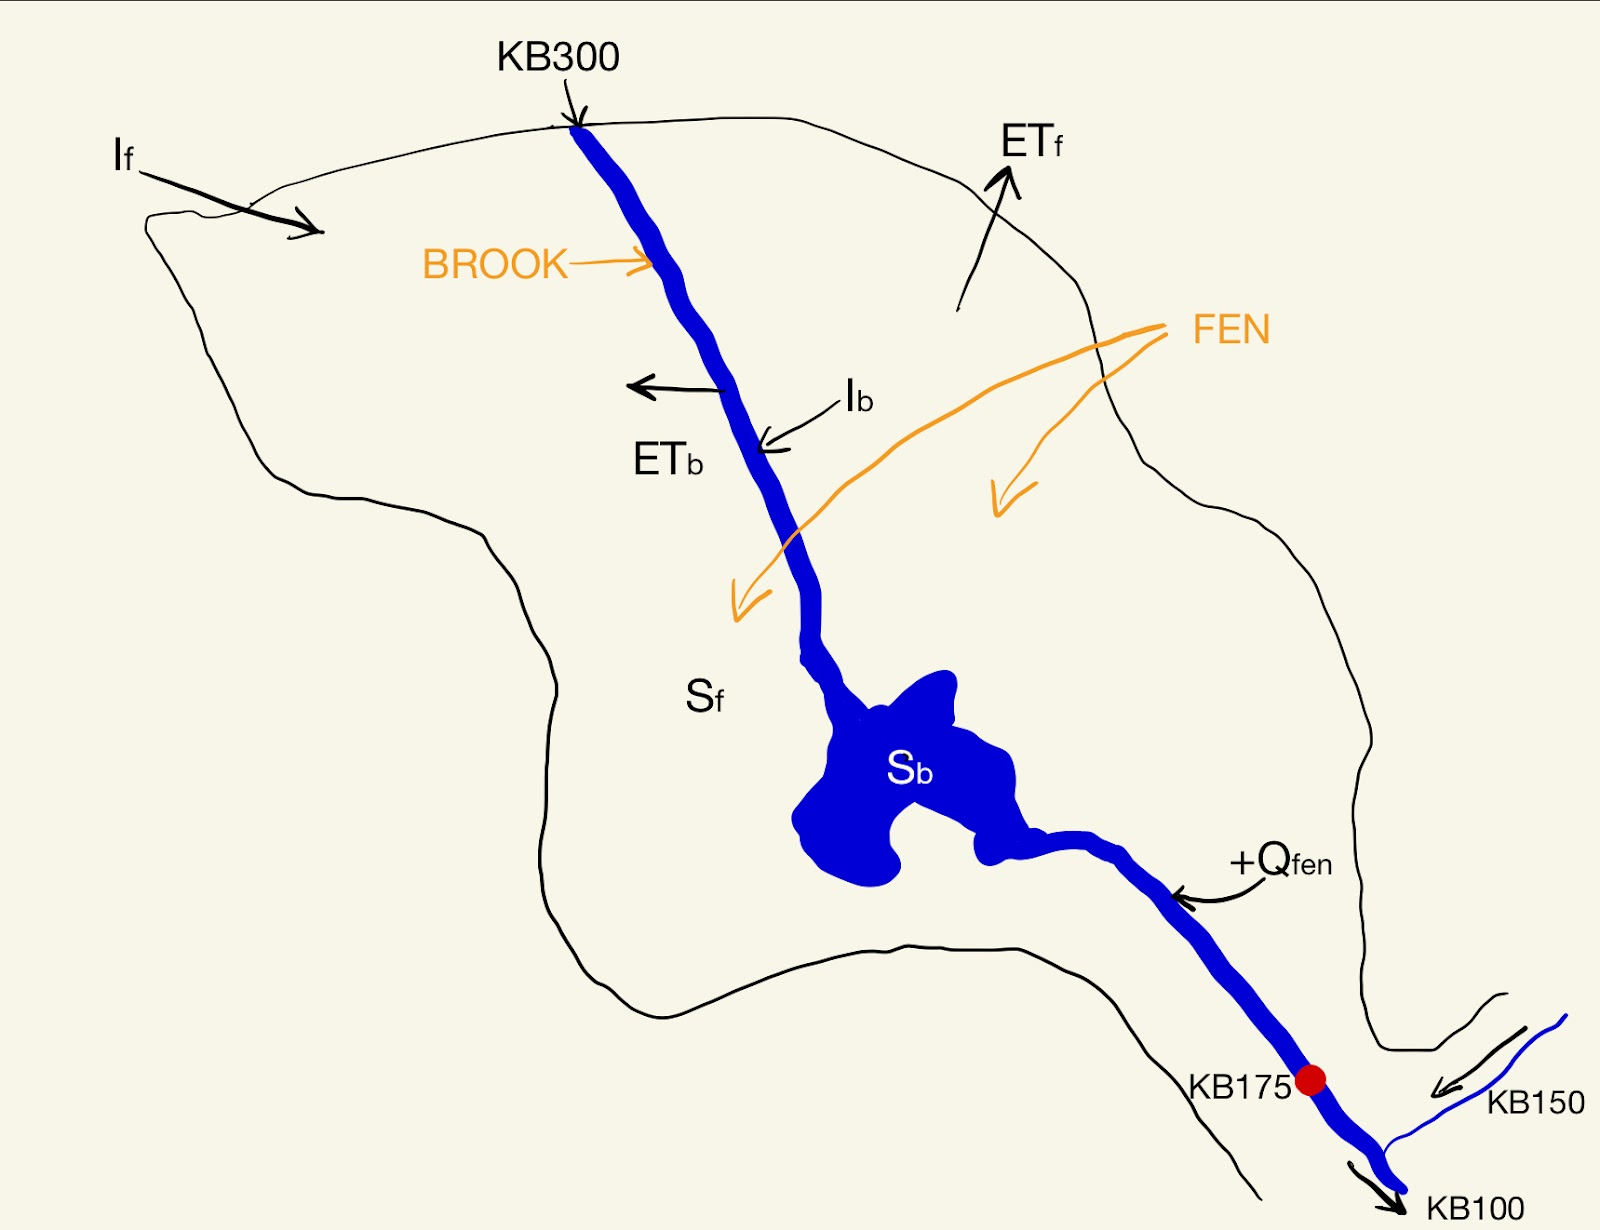 KB300
If
ETf
BROOK
FEN
Ib
ETb
Sf
Sb
+Qfen
KB175
KB150
KB100